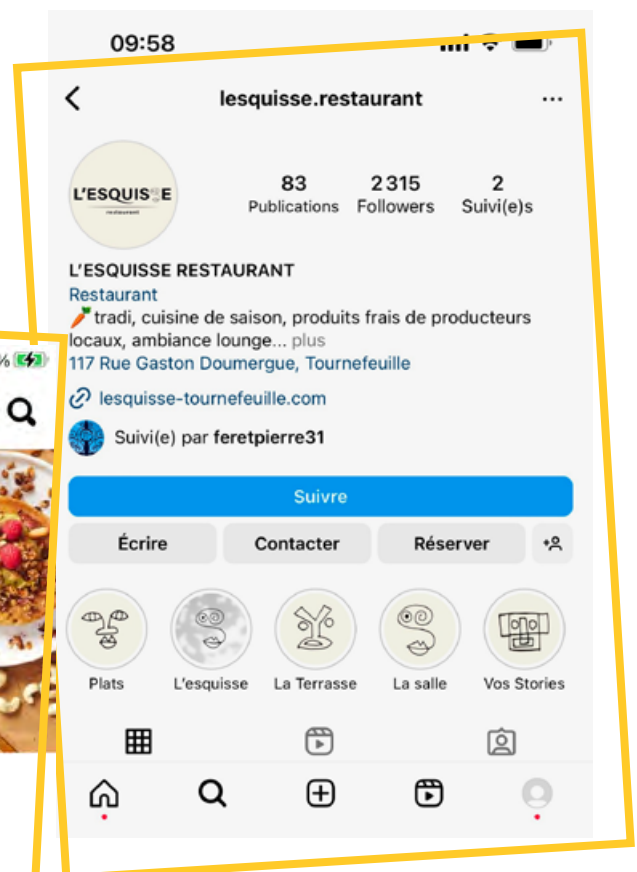 09:58
lesquisse.restaurant
L'ESQUISSE
restaurant
83
Publications
2 315
Followers
2
Suivi(e)s
L'ESQUISSE RESTAURANT
Restaurant
🥕 tradi, cuisine de saison, produits frais de producteurs
locaux, ambiance lounge... plus
117 Rue Gaston Doumergue, Tournefeuille
lesquisse-tournefeuille.com
Suivi(e) par feretpierre31
Suivre
Écrire
Contacter
Réserver
Plats
L'esquisse
La Terrasse
La salle
Vos Stories
%